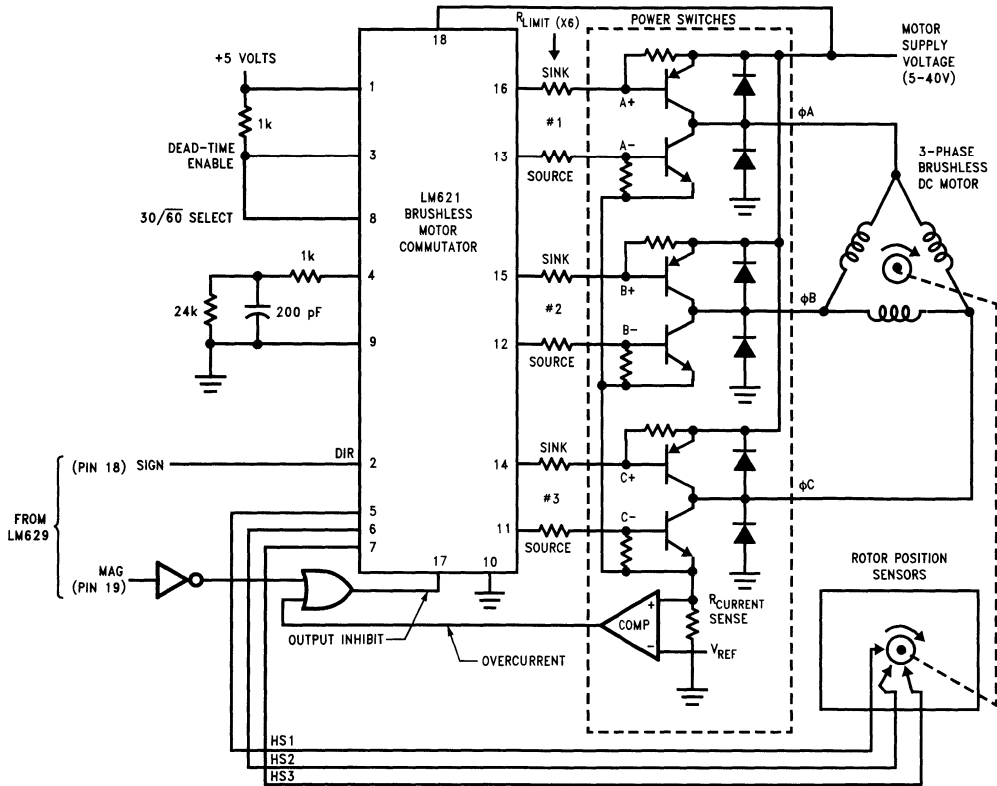 +5 VOLTS
1k
DEAD-TIME
ENABLE
30/60 SELECT
1k
24k
200 pF
1
3
8
4
9
2
5
6
7
18
LM621
BRUSHLESS
MOTOR
COMMUTATOR
16
13
15
12
14
11
17
10
RLIMIT (X6)
SINK
#1
SOURCE
SINK
#2
SOURCE
SINK
#3
SOURCE
POWER SWITCHES
A+
A-
B+
B-
C+
C-
MOTOR
SUPPLY
VOLTAGE
(5-40V)
ϕA
ϕB
ϕC
3-PHASE
BRUSHLESS
DC MOTOR
DIR
(PIN 18) SIGN
FROM
LM629
MAG
(PIN 19)
OUTPUT INHIBIT
OVERCURRENT
COMP
+
−
RCURRENT
SENSE
VREF
ROTOR POSITION
SENSORS
HS1
HS2
HS3